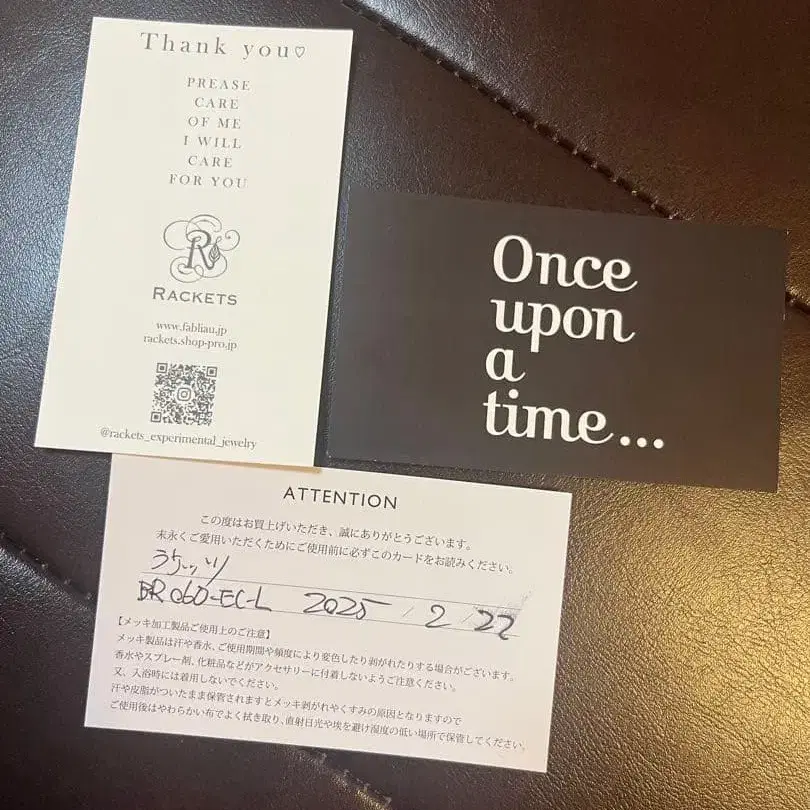 Thank you♡
PREASE
CARE
OF ME
I WILL
CARE
FOR YOU
R
RACKETS
www.fabliau.jp
rackets.shop-pro.jp
@rackets_experimental_jewelry
Once
upon
a
time...
ATTENTION
この度はお買上げいただき、誠にありがとうございます。
末永くご愛用いただくためにご使用前に必ずこのカードをお読みください。
ラケッツ
BR060-EC-L 2025 / 2 / 22
【メッキ加工製品ご使用上のご注意】
メッキ製品は汗や香水、ご使用期間や頻度により変色したり剥がれたりする場合がございます。
香水やスプレー剤、化粧品などがアクセサリーに付着しないようご注意ください。
又、入浴時には着用しないでください。
汗や皮脂がついたまま保管されますとメッキ剥がれやくすみの原因となりますので
ご使用後はやわらかい布でよく拭き取り、直射日光や埃を避け湿度の低い場所で保管してください。